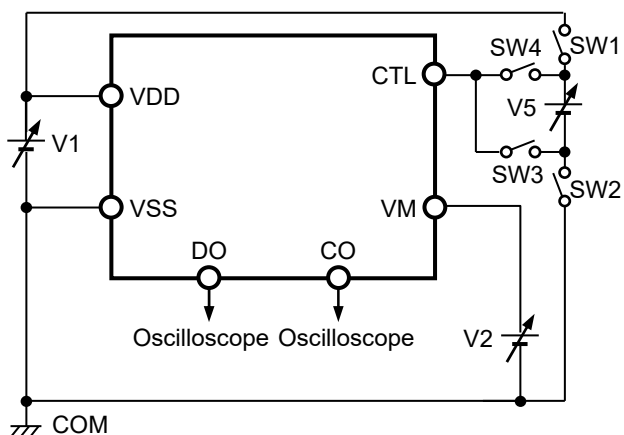 SW1
SW4
CTL
VDD
V5
V1
SW3
SW2
VSS
VM
DO
CO
Oscilloscope
Oscilloscope
V2
COM